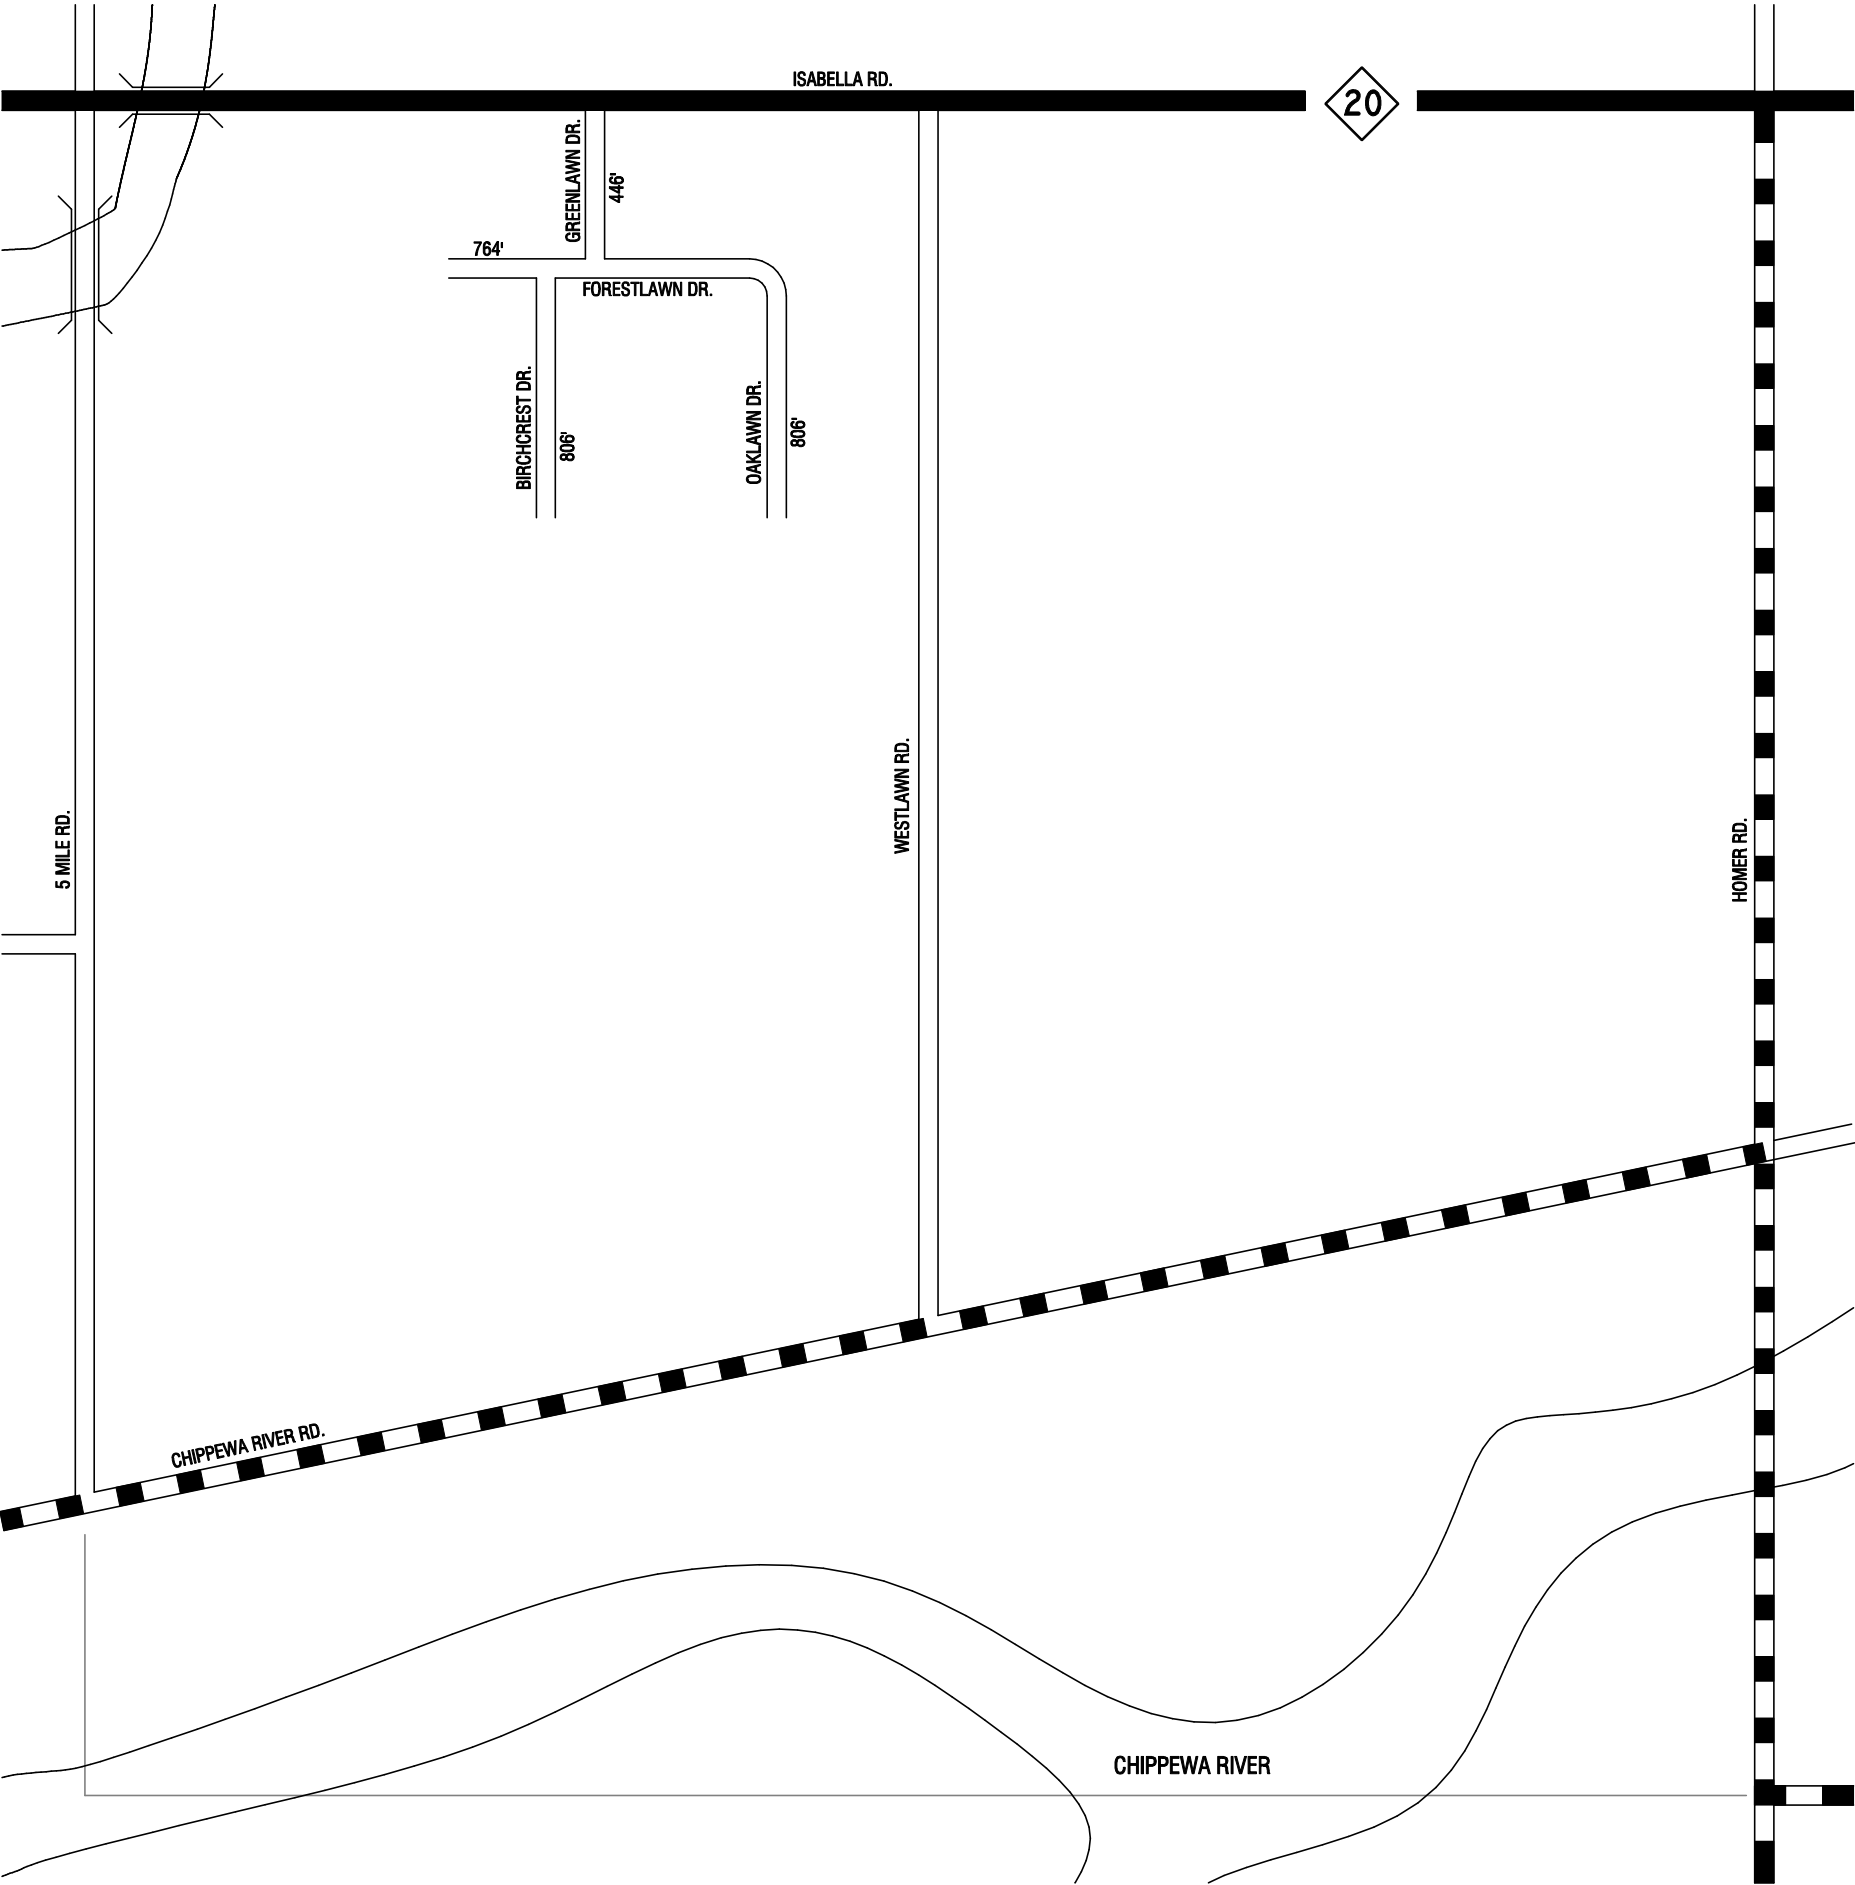 ISABELLA RD.
20
GREENLAWN DR.
446'
764'
FORESTLAWN DR.
BIRCHCREST DR.
806'
OAKLAWN DR.
806'
WESTLAWN RD.
5 MILE RD.
HOMER RD.
CHIPPEWA RIVER RD.
CHIPPEWA RIVER